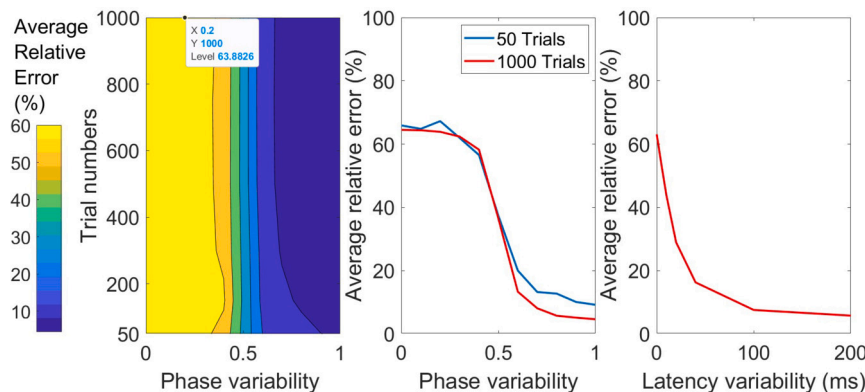 Average
Relative
Error
(%)
60
50
40
30
20
10
Trial numbers
1000
800
600
400
200
50
X 0.2
Y 1000
Level 63.8826
0
0.5
1
Phase variability
Average relative error (%)
100
80
60
40
20
0
50 Trials
1000 Trials
0
0.5
1
Phase variability
Average relative error (%)
100
80
60
40
20
0
0
100
200
Latency variability (ms)